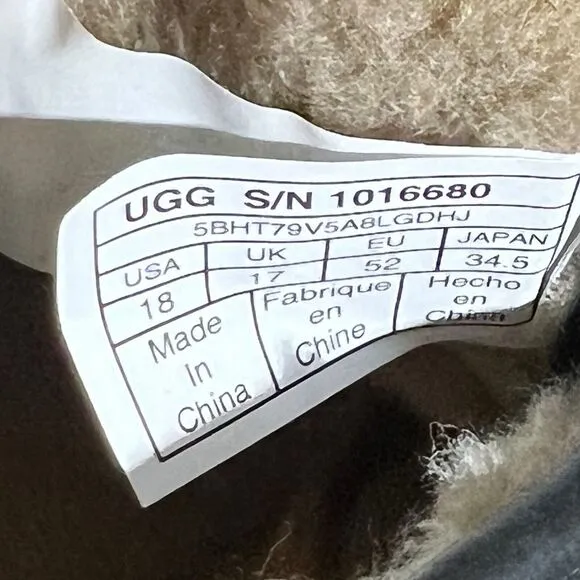 UGG S/N 1016680
5BHT79V5A8LGDHJ
USA UK EU JAPAN
18 17 52 34.5
Made Fabrique Hecho
In en en
China Chine China